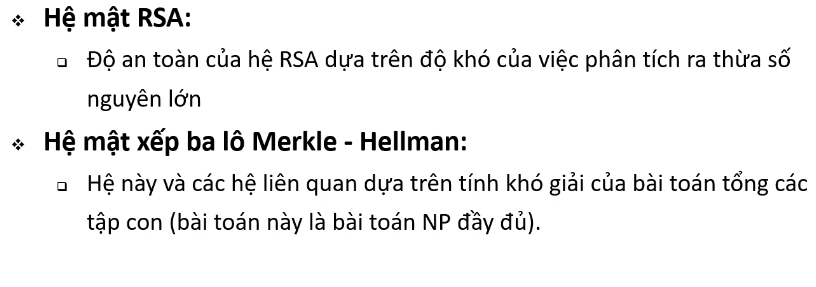 ❖ Hệ mật RSA:
❑ Độ an toàn của hệ RSA dựa trên độ khó của việc phân tích ra thừa số
nguyên lớn
❖ Hệ mật xếp ba lô Merkle - Hellman:
❑ Hệ này và các hệ liên quan dựa trên tính khó giải của bài toán tổng các
tập con (bài toán này là bài toán NP đầy đủ).